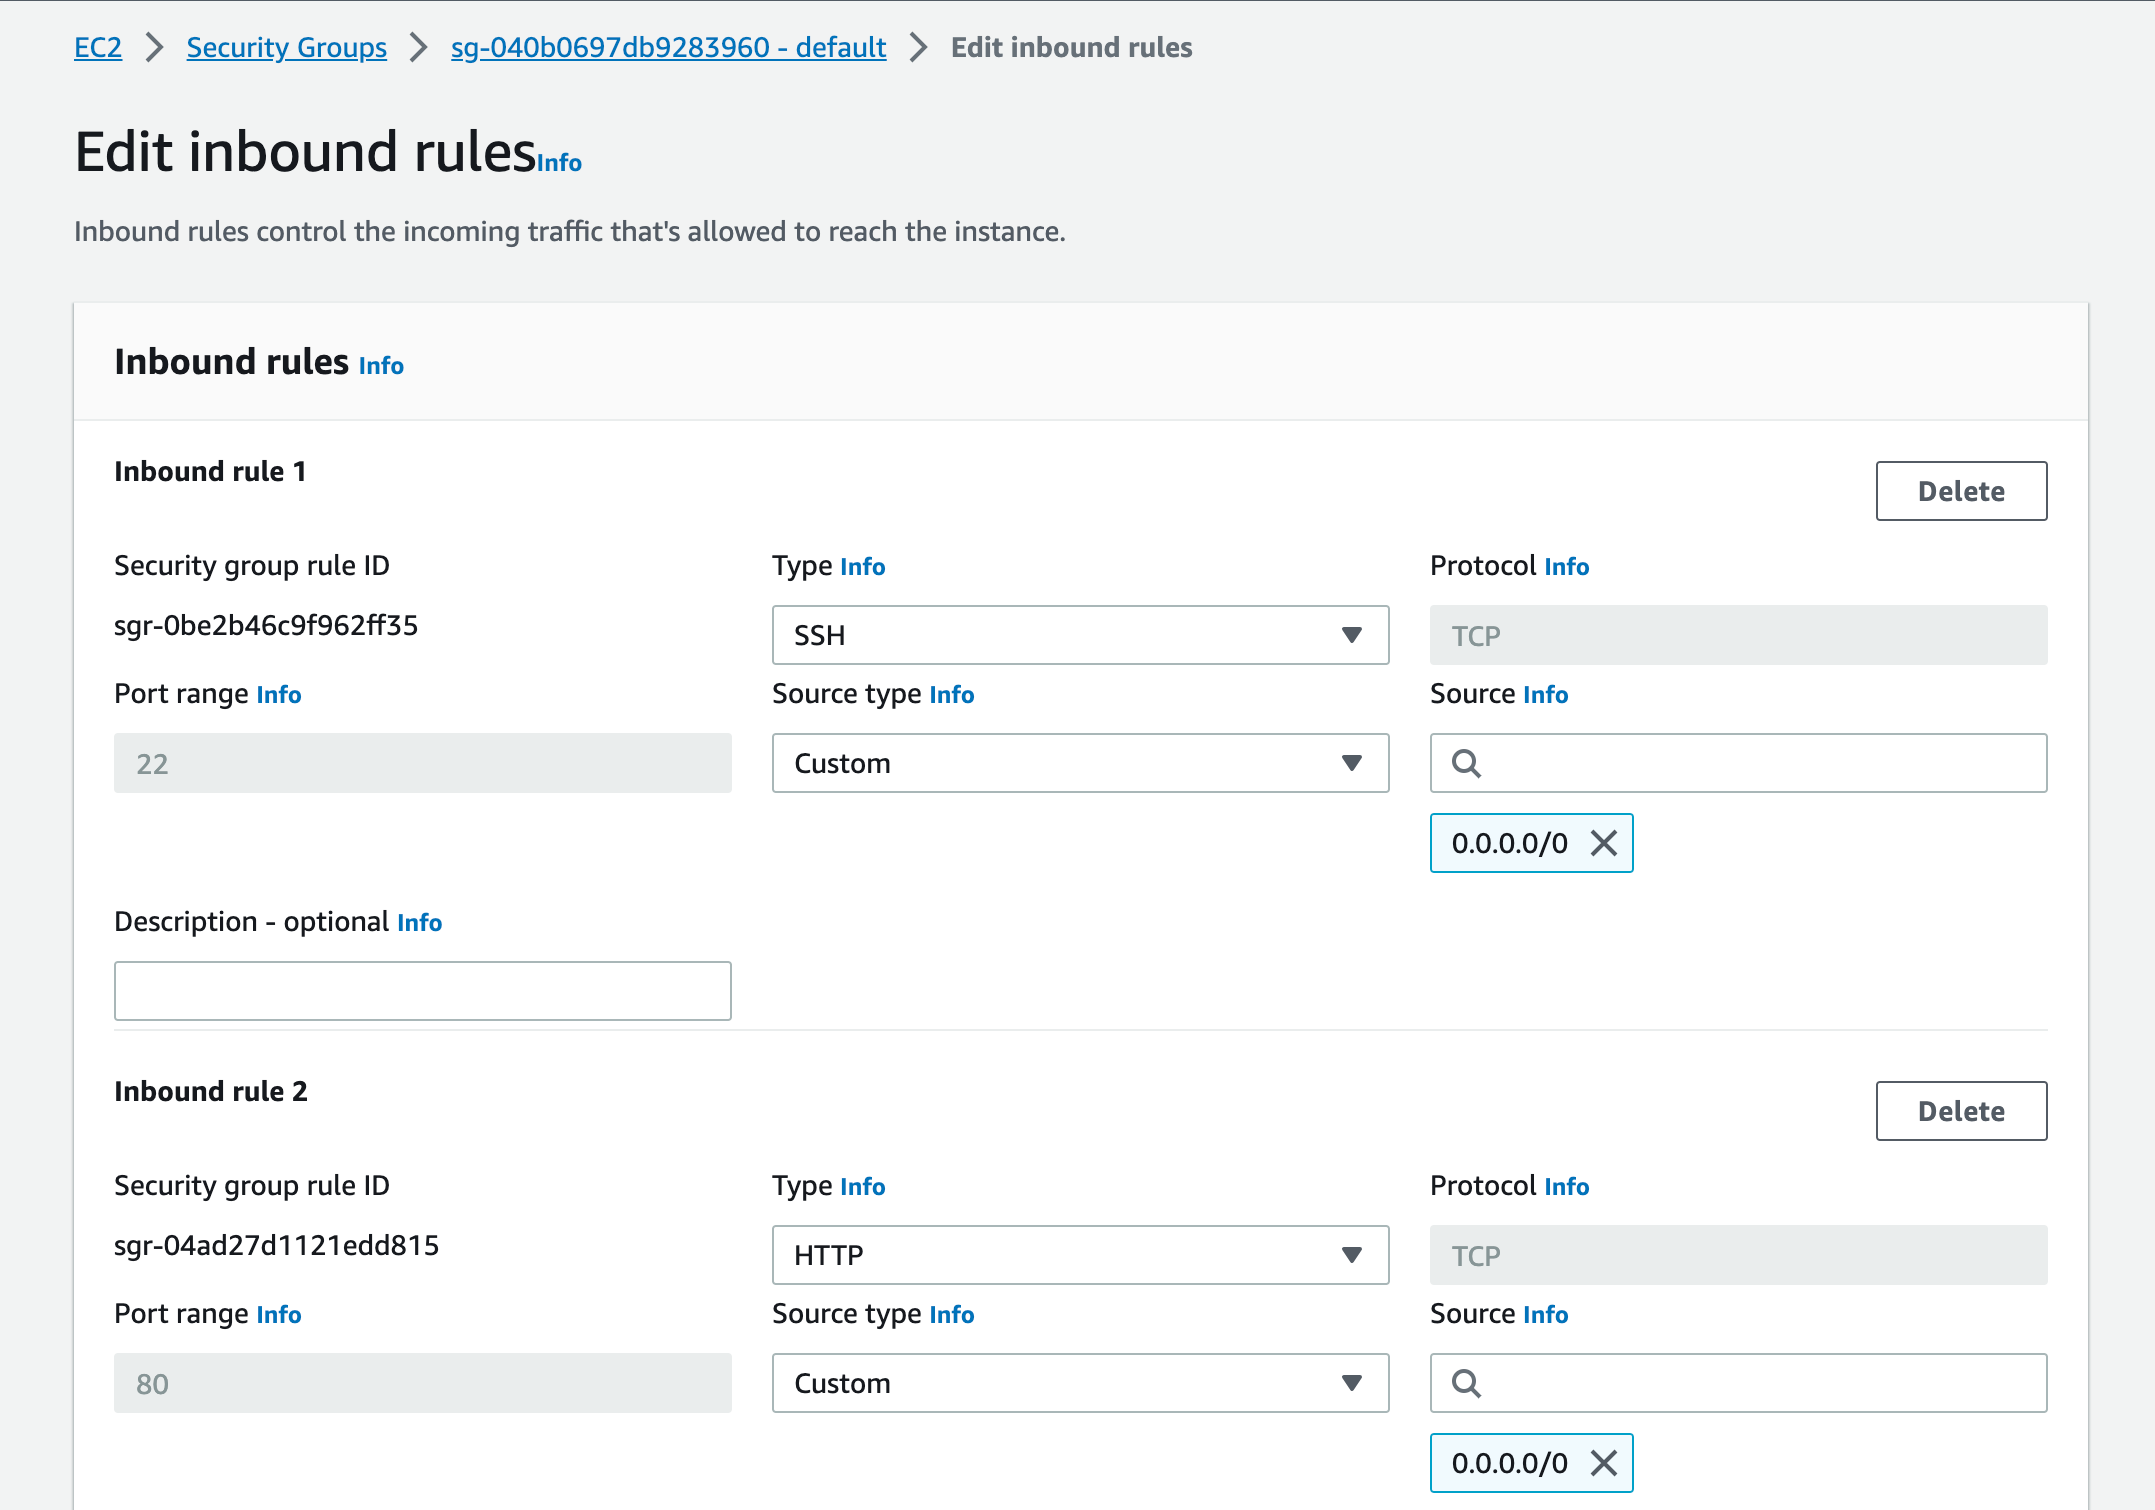 EC2 > Security Groups > sg-040b0697db9283960 - default > Edit inbound rules
Edit inbound rules Info
Inbound rules control the incoming traffic that's allowed to reach the instance.
Inbound rules Info
Inbound rule 1
Delete
Security group rule ID
Type Info
Protocol Info
sgr-0be2b46c9f962ff35
SSH
TCP
Port range Info
Source type Info
Source Info
22
Custom
0.0.0.0/0
Description - optional Info
Inbound rule 2
Delete
Security group rule ID
Type Info
Protocol Info
sgr-04ad27d1121edd815
HTTP
TCP
Port range Info
Source type Info
Source Info
80
Custom
0.0.0.0/0